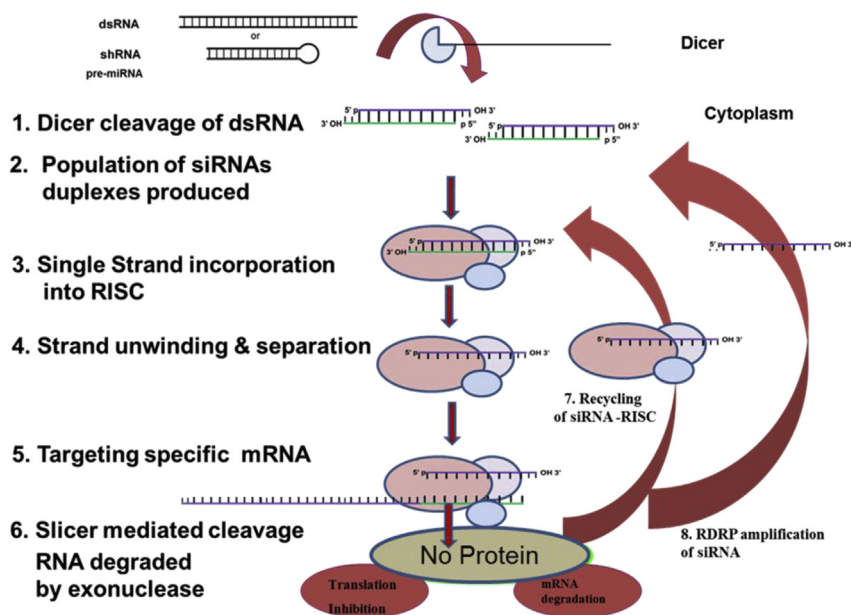 dsRNA
or
shRNA
pre-miRNA
Dicer
Cytoplasm
1. Dicer cleavage of dsRNA
5' p OH 3'
3' OH p 5"
5' p OH 3'
3' OH p 5"
2. Population of siRNAs
duplexes produced
5' p OH 3'
3' OH p 5"
OH 3'
3. Single Strand incorporation
into RISC
4. Strand unwinding & separation
5' p OH 3'
5' p OH 3'
7. Recycling
of siRNA -RISC
5. Targeting specific mRNA
5' p OH 3'
6. Slicer mediated cleavage
RNA degraded
by exonuclease
No Protein
8. RDRP amplification
of siRNA
Translation
Inhibition
mRNA
degradation